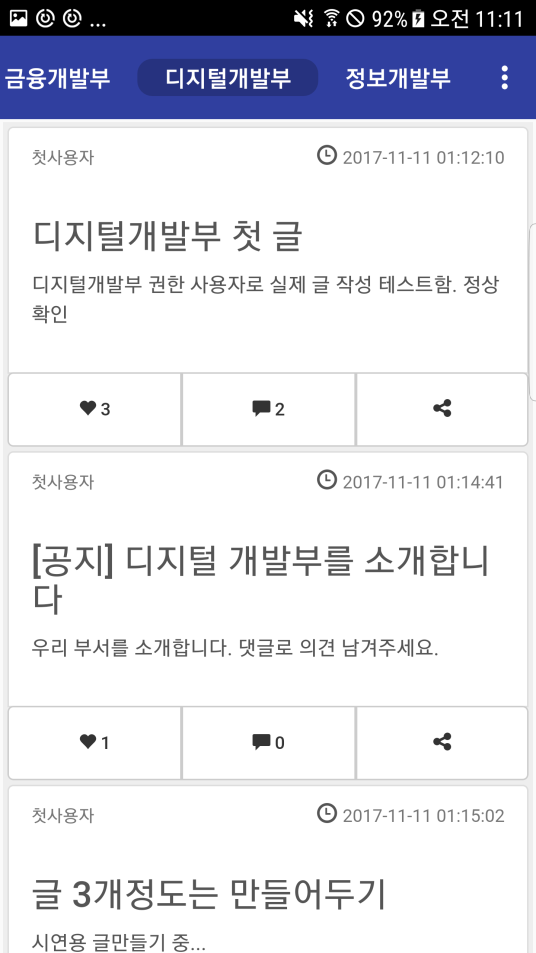 ... 92% 오전 11:11
금융개발부 디지털개발부 정보개발부
첫사용자 2017-11-11 01:12:10
디지털개발부 첫 글
디지털개발부 권한 사용자로 실제 글 작성 테스트함. 정상
확인
3 2
첫사용자 2017-11-11 01:14:41
[공지] 디지털 개발부를 소개합니
다
우리 부서를 소개합니다. 댓글로 의견 남겨주세요.
1 0
첫사용자 2017-11-11 01:15:02
글 3개정도는 만들어두기
시연용 글만들기 중...